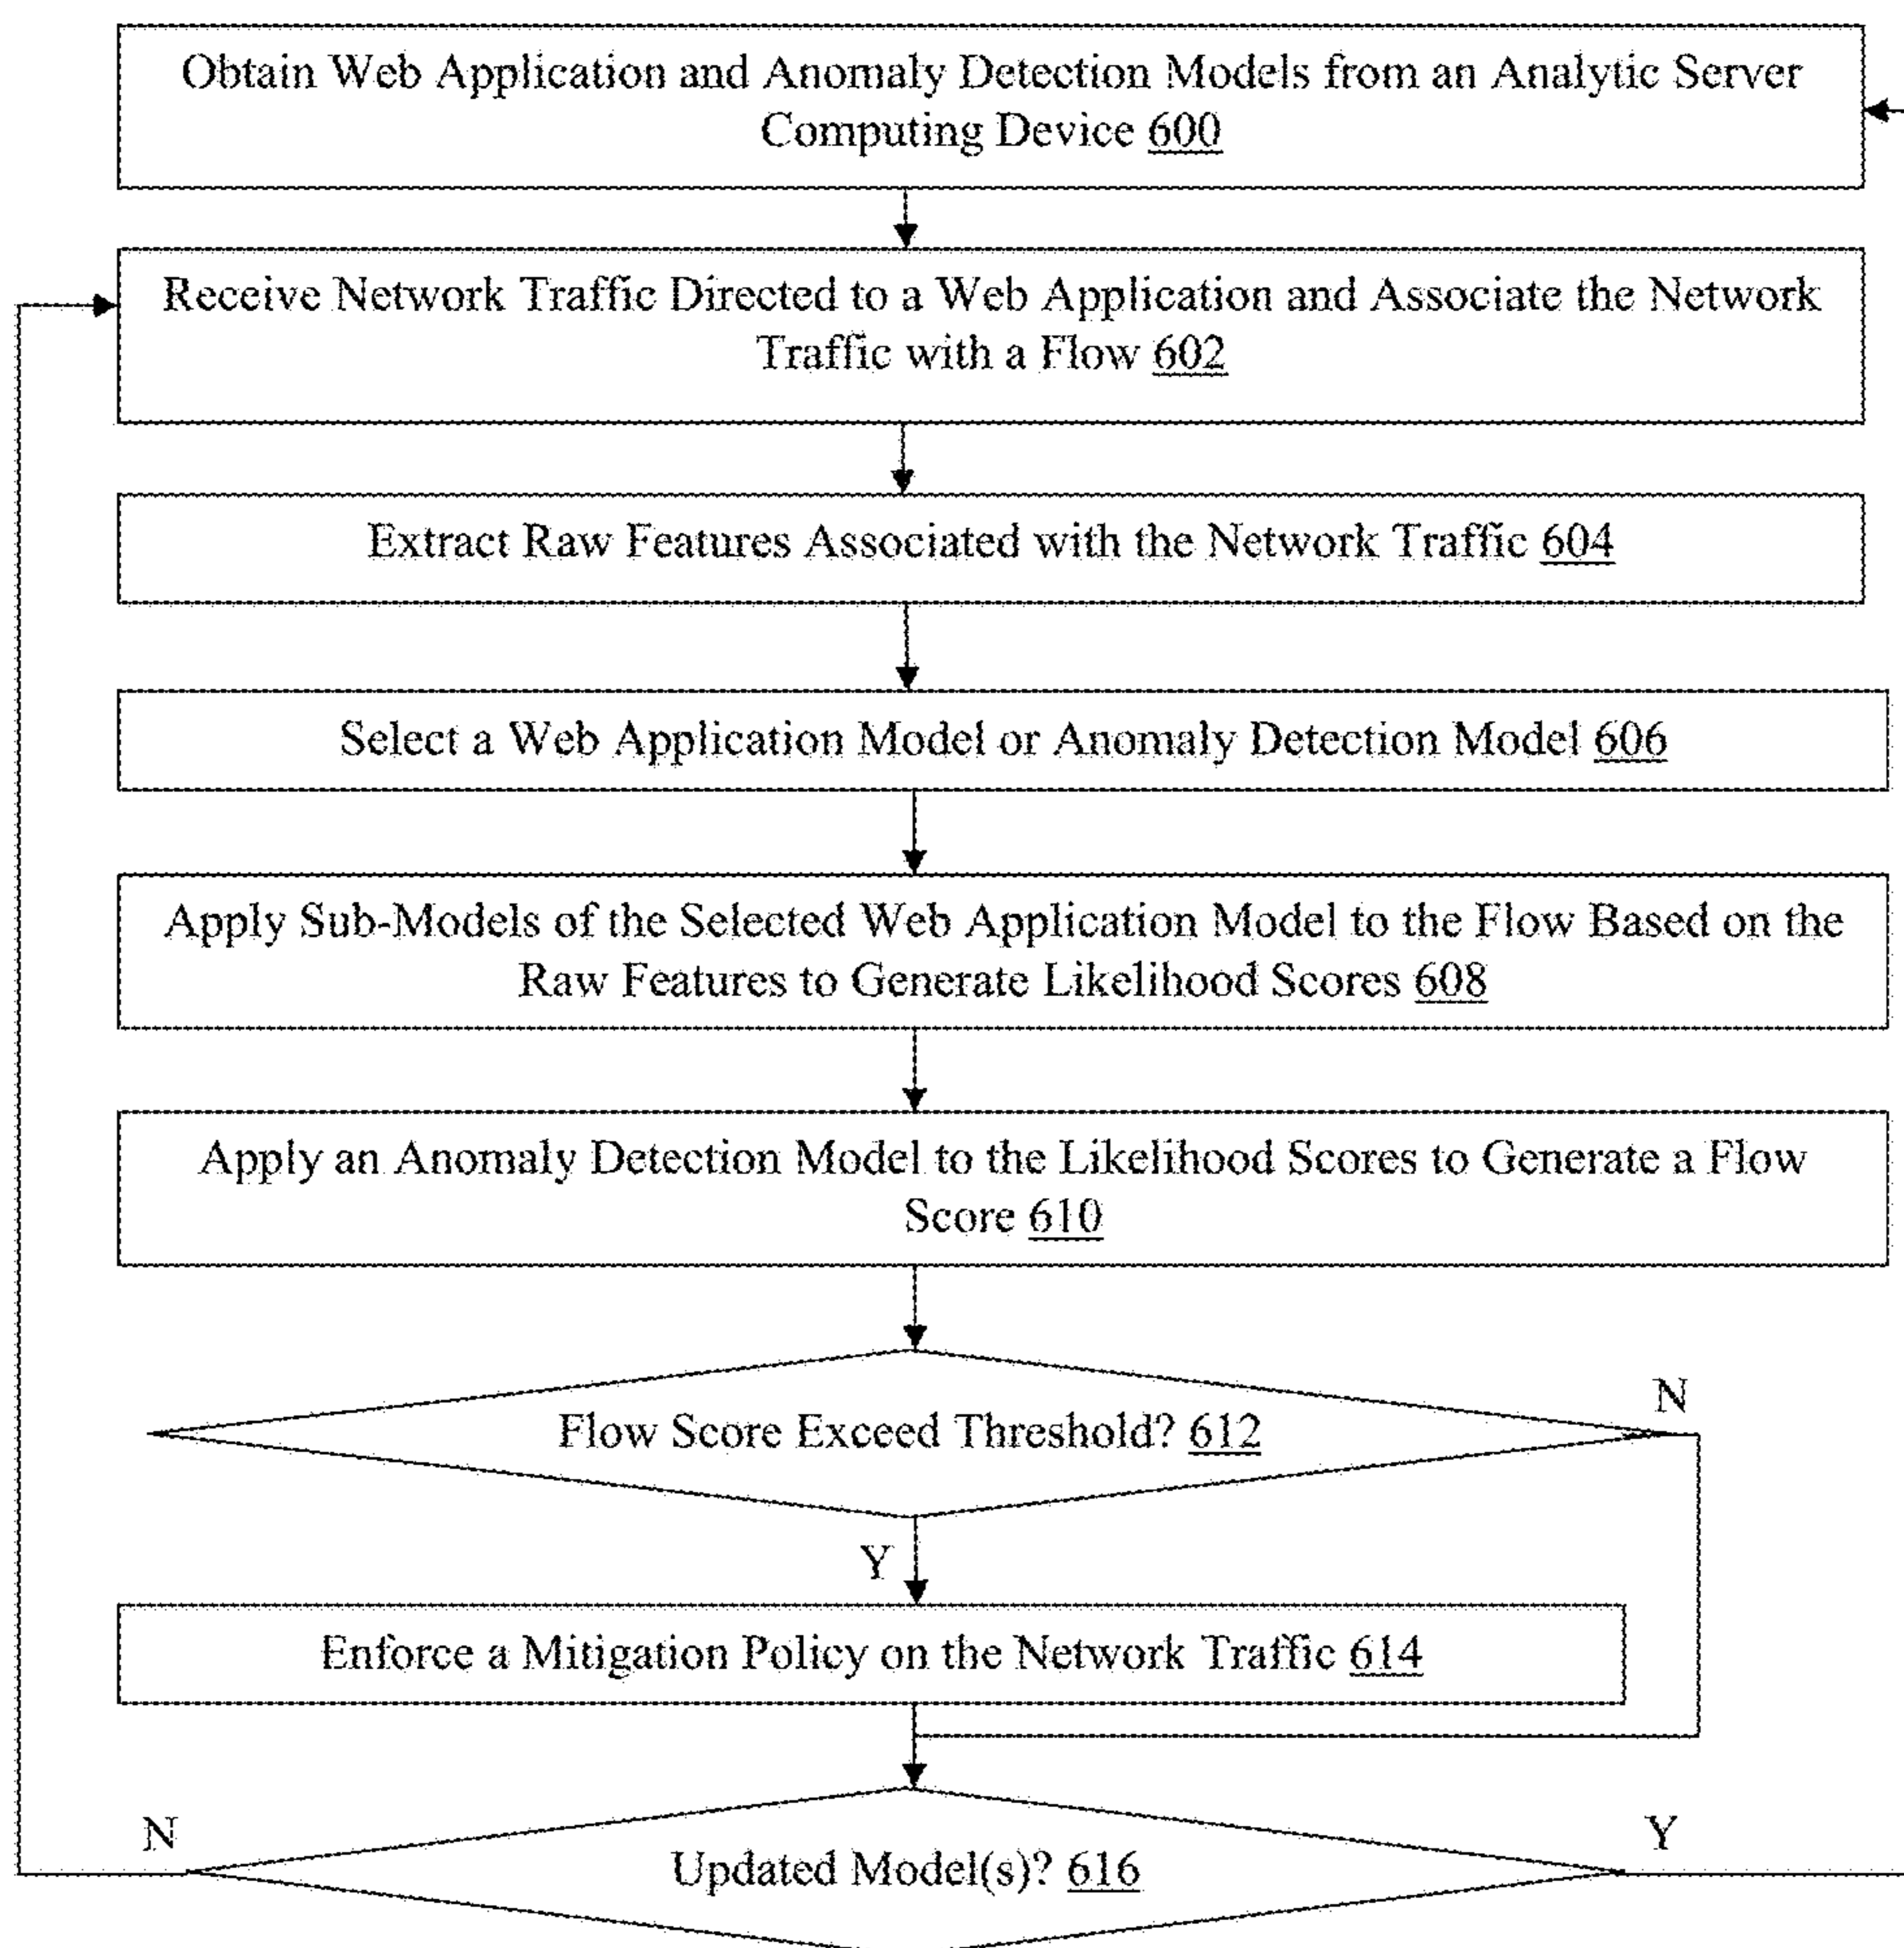 Obtain Web Application and Anomaly Detection Models from an Analytic Server
Computing Device 600
Receive Network Traffic Directed to a Web Application and Associate the Network
Traffic with a Flow 602
Extract Raw Features Associated with the Network Traffic 604
Select a Web Application Model or Anomaly Detection Model 606
Apply Sub-Models of the Selected Web Application Model to the Flow Based on the
Raw Features to Generate Likelihood Scores 608
Apply an Anomaly Detection Model to the Likelihood Scores to Generate a Flow
Score 610
N
Flow Score Exceed Threshold? 612
Y
Enforce a Mitigation Policy on the Network Traffic 614
N
Y
Updated Model(s)? 616